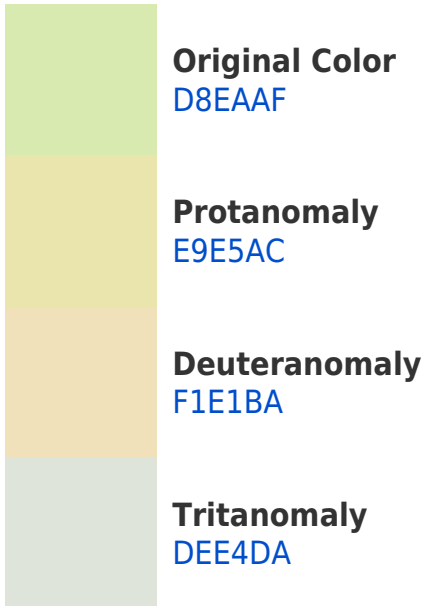 Original Color
D8EAAF
Protanomaly
E9E5AC
Deuteranomaly
F1E1BA
Tritanomaly
DEE4DA